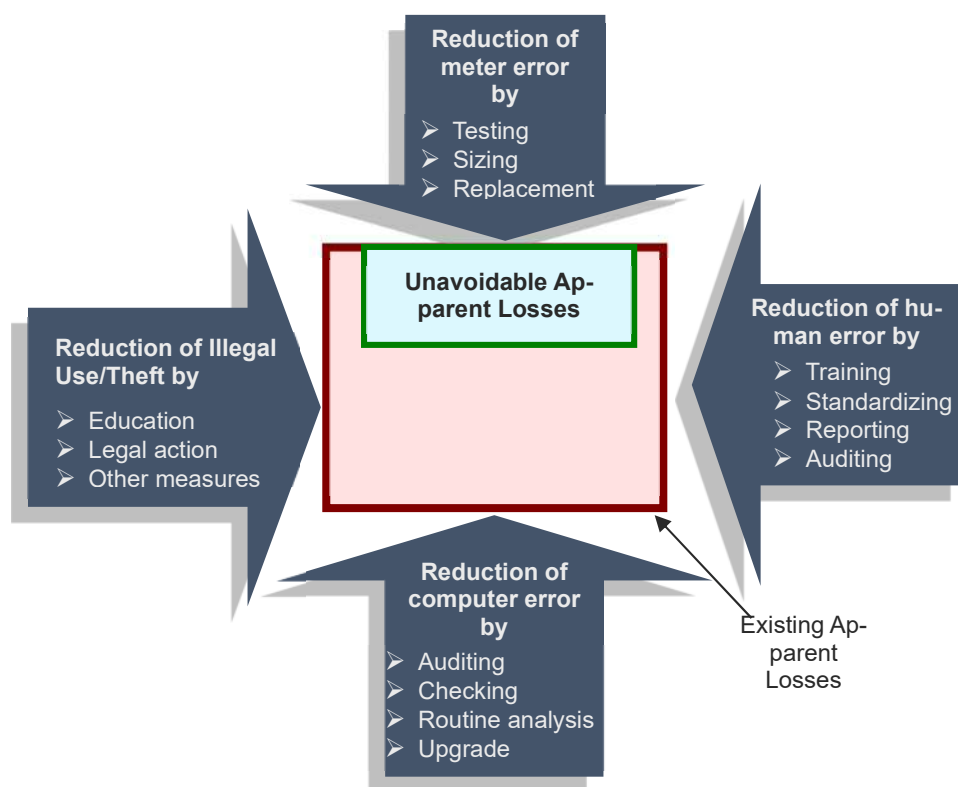 Reduction of
meter error
by
➢ Testing
➢ Sizing
➢ Replacement
Unavoidable Ap-
parent Losses
Reduction of Illegal
Use/Theft by
➢ Education
➢ Legal action
➢ Other measures
Reduction of hu-
man error by
➢ Training
➢ Standardizing
➢ Reporting
➢ Auditing
Reduction of
computer error
by
➢ Auditing
➢ Checking
➢ Routine analysis
➢ Upgrade
Existing Ap-
parent
Losses